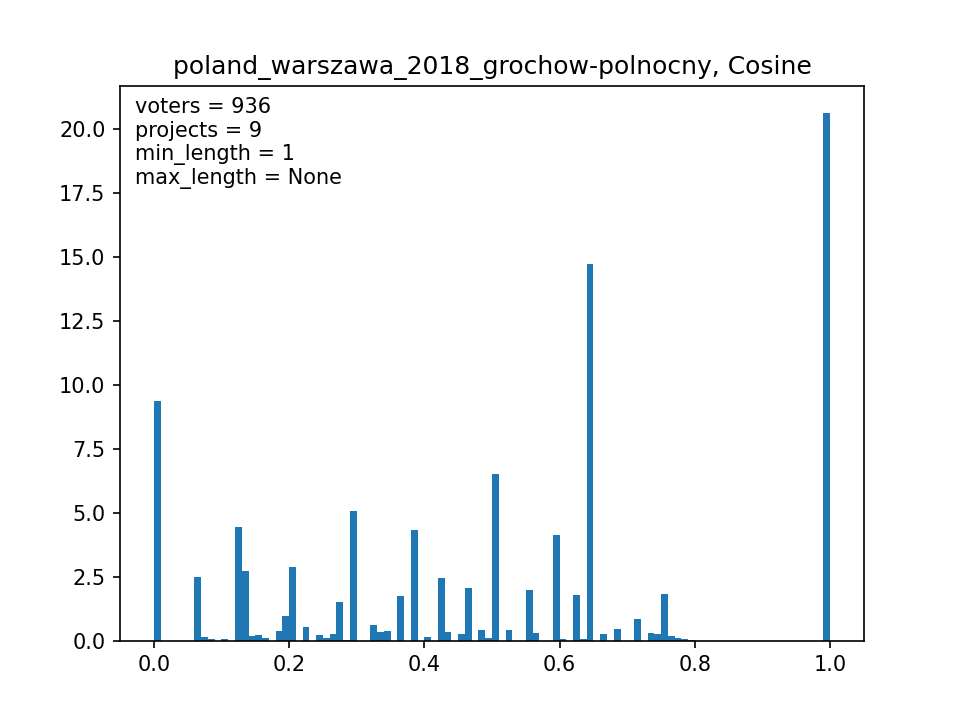 poland_warszawa_2018_grochow-polnocny, Cosine
voters = 936
projects = 9
min_length = 1
max_length = None
20.0
17.5
15.0
12.5
10.0
7.5
5.0
2.5
0.0
0.0 0.2 0.4 0.6 0.8 1.0